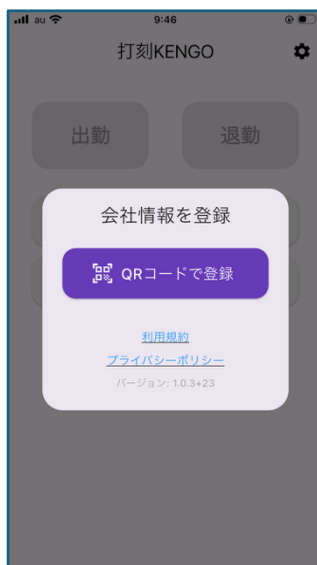 au 9:46
打刻KENGO
出勤 退勤
会社情報を登録
QRコードで登録
利用規約
プライバシーポリシー
バージョン: 1.0.3+23